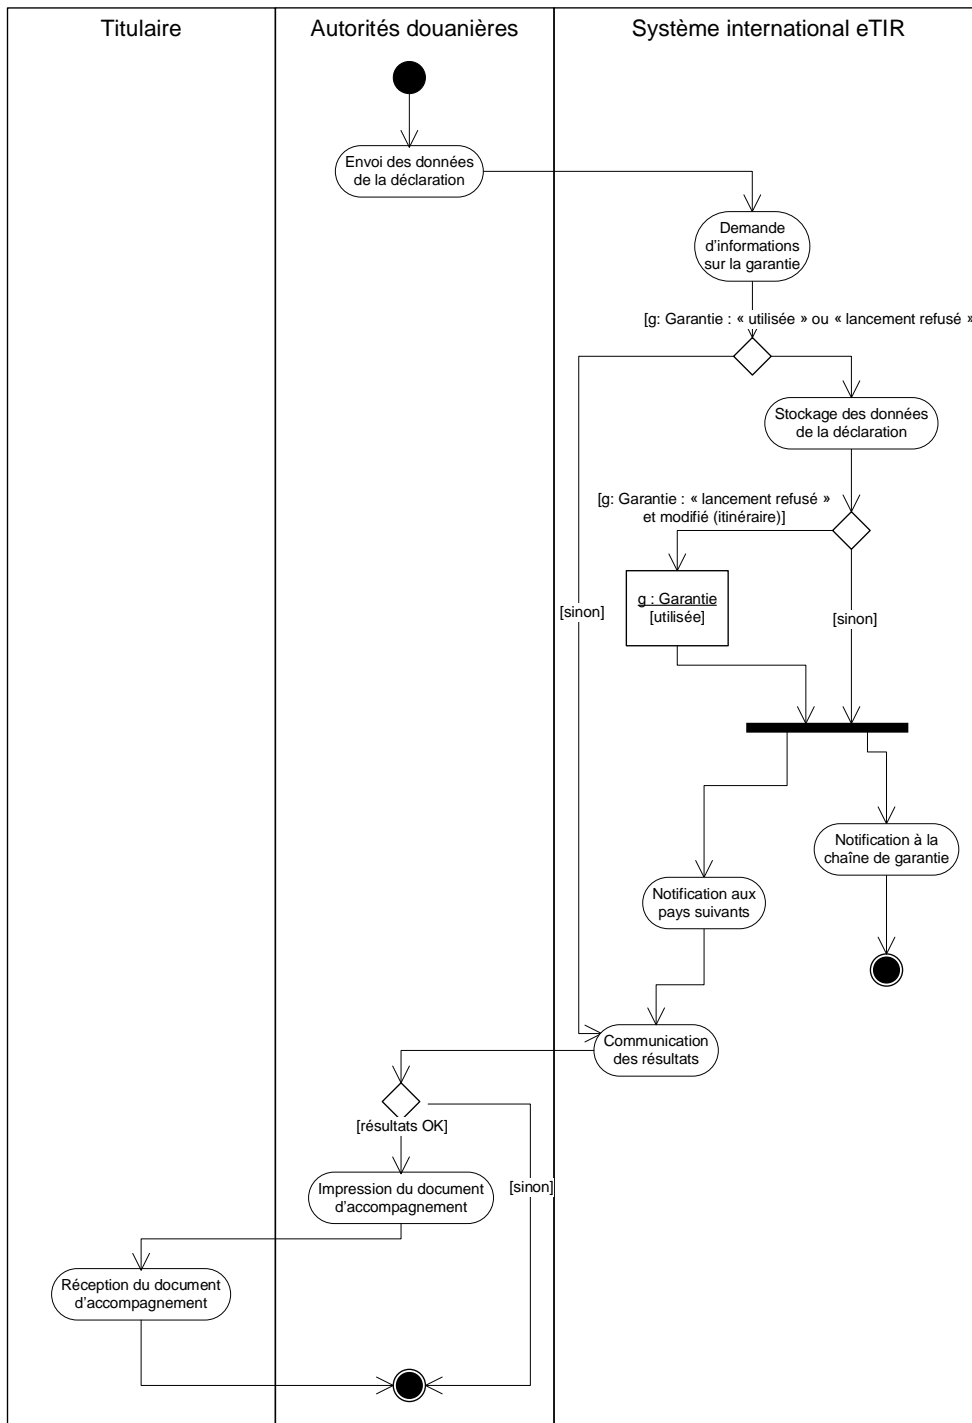 Titulaire
Autorités douanières
Système international eTIR
Envoi des données
de la déclaration
Demande
d'informations
sur la garantie
[g: Garantie : « utilisée » ou « lancement refusé »
Stockage des données
de la déclaration
[g: Garantie : « lancement refusé »
et modifié (itinéraire)]
g : Garantie
[utilisée]
[sinon]
[sinon]
Notification à la
chaîne de garantie
Notification aux
pays suivants
Communication
des résultats
[résultats OK]
[sinon]
Impression du document
d'accompagnement
Réception du document
d'accompagnement